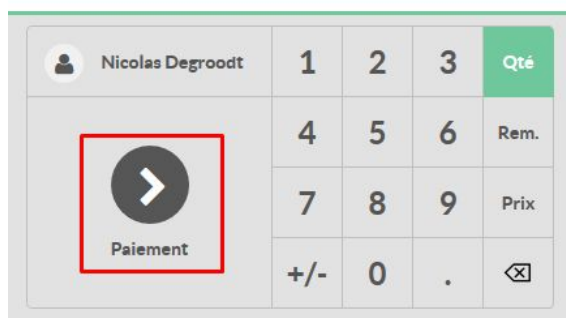 Nicolas Degroodt 1 2 3 Qté
4 5 6 Rem.
7 8 9 Prix
Paiement
+/- 0 .